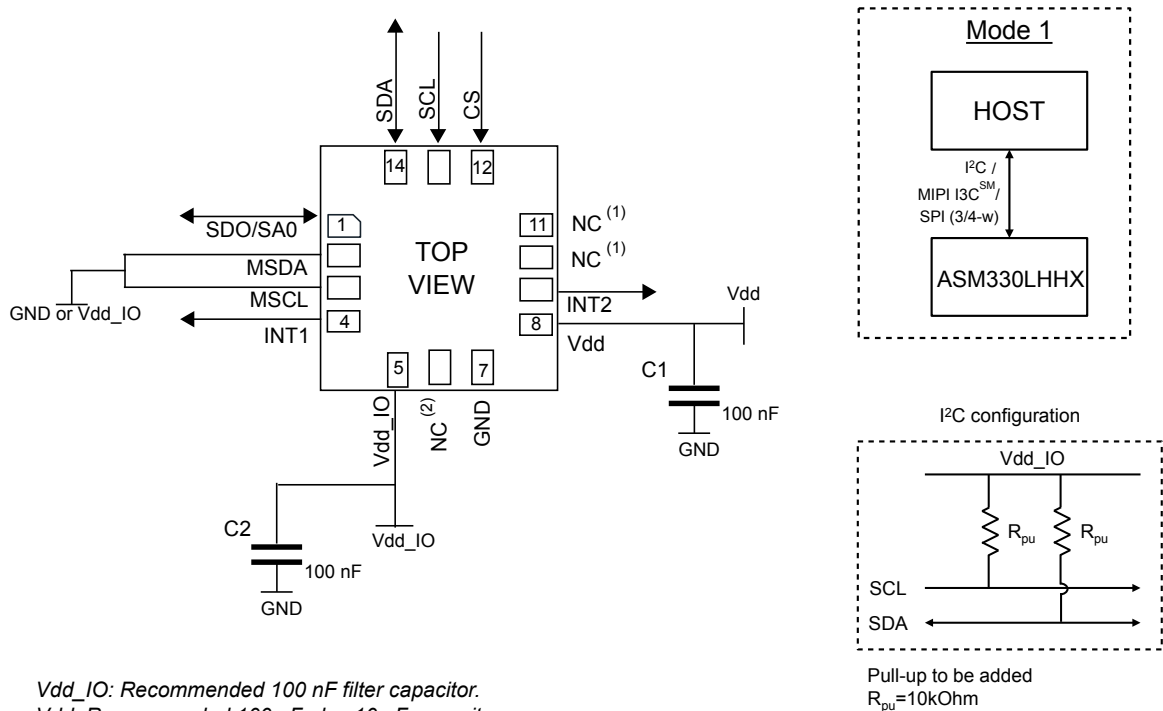 SDA
SCL
CS
14
12
1
SDO/SA0
MSDA
MSCL
GND or Vdd_IO
INT1
4
TOP
VIEW
11
NC (1)
NC (1)
INT2
8
Vdd
Vdd
C1
100 nF
GND
5
7
Vdd_IO
NC (2)
GND
C2
100 nF
GND
Vdd_IO
Mode 1
HOST
I²C /
MIPI I3C SM/
SPI (3/4-w)
ASM330LHHX
I²C configuration
Vdd_IO
Rpu
Rpu
SCL
SDA
Pull-up to be added
Rpu=10kOhm
Vdd_IO: Recommended 100 nF filter capacitor.